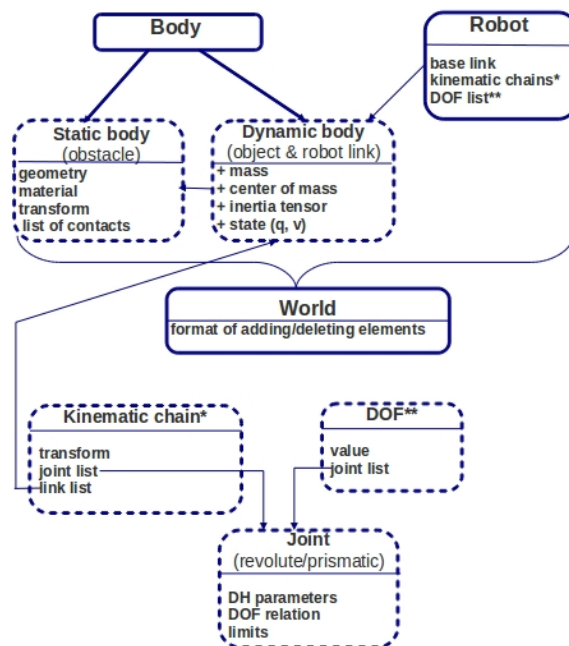 Body
Robot
base link
kinematic chains*
DOF list**
Static body
(obstacle)
geometry
material
transform
list of contacts
Dynamic body
(object & robot link)
+ mass
+ center of mass
+ inertia tensor
+ state (q, v)
World
format of adding/deleting elements
Kinematic chain*
transform
joint list
link list
DOF**
value
joint list
Joint
(revolute/prismatic)
DH parameters
DOF relation
limits